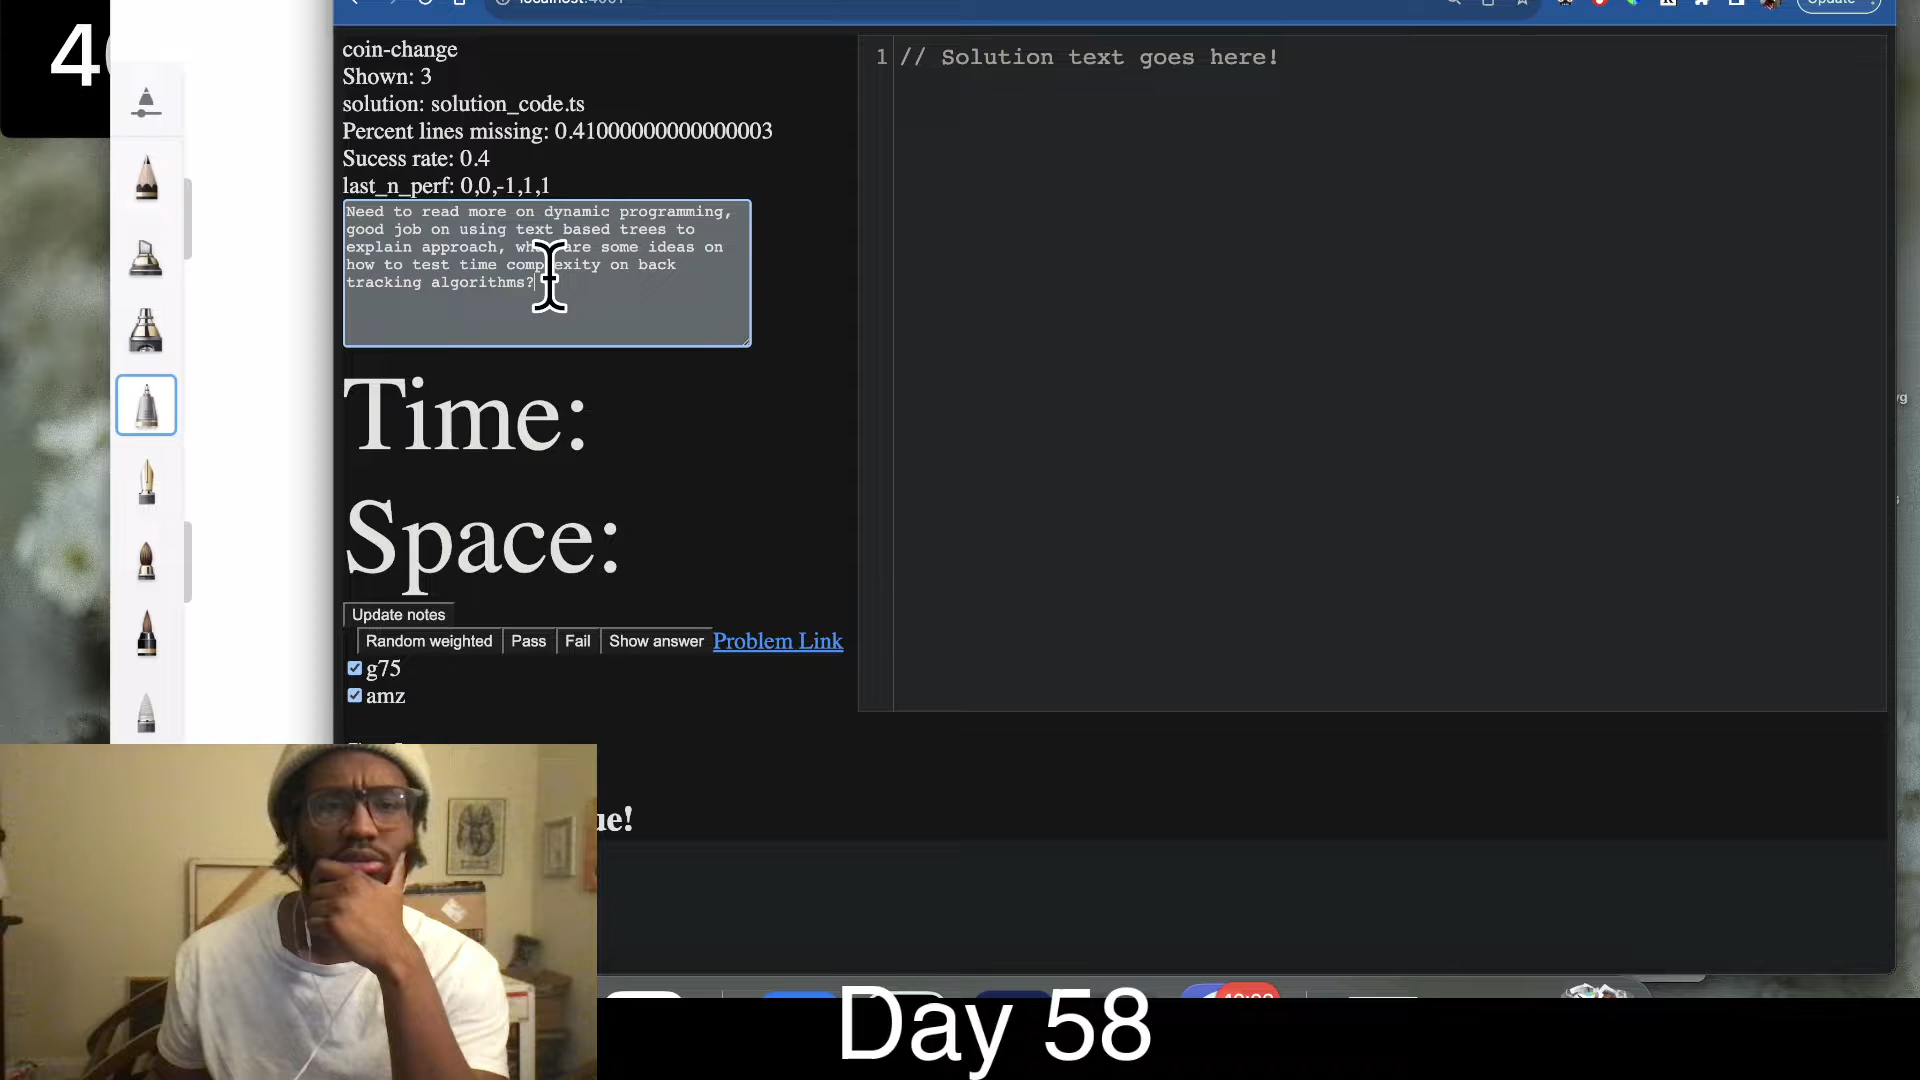 coin-change
Shown: 3
solution: solution_code.ts
Percent lines missing: 0.41000000000000003
Sucess rate: 0.4
last_n_perf: 0,0,-1,1,1
Need to read more on dynamic programming,
good job on using text based trees to
explain approach, what are some ideas on
how to test time complexity on back
tracking algorithms?
Time:
Space:
Update notes
Random weighted Pass Fail Show answer Problem Link
g75
amz
1 // Solution text goes here!
Day 58